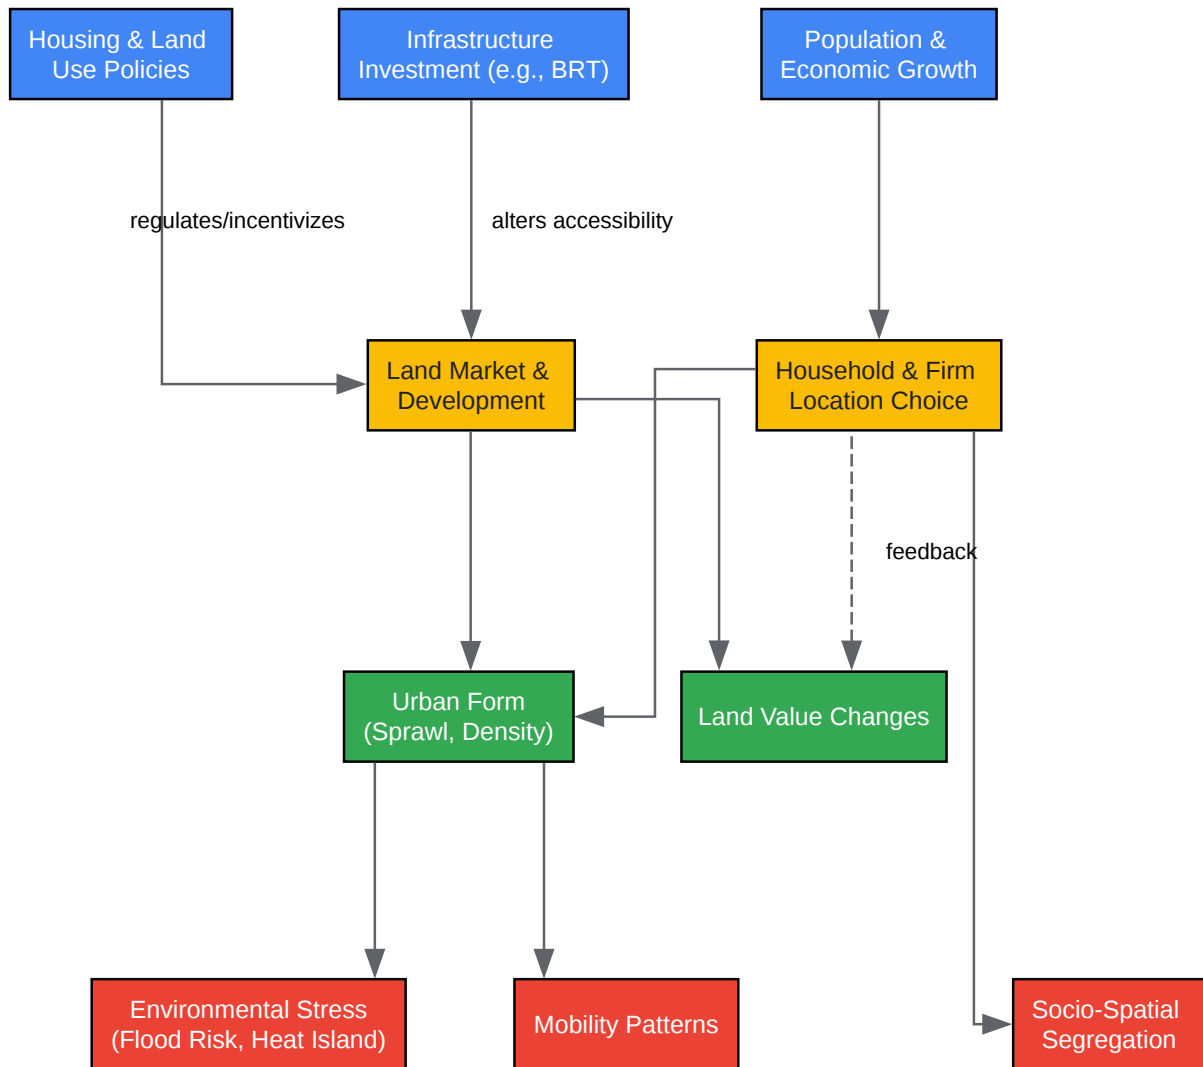 Housing & Land
Use Policies
Infrastructure
Investment (e.g., BRT)
Population &
Economic Growth
regulates/incentivizes
alters accessibility
Land Market &
Development
Household & Firm
Location Choice
feedback
Urban Form
(Sprawl, Density)
Land Value Changes
Environmental Stress
(Flood Risk, Heat Island)
Mobility Patterns
Socio-Spatial
Segregation